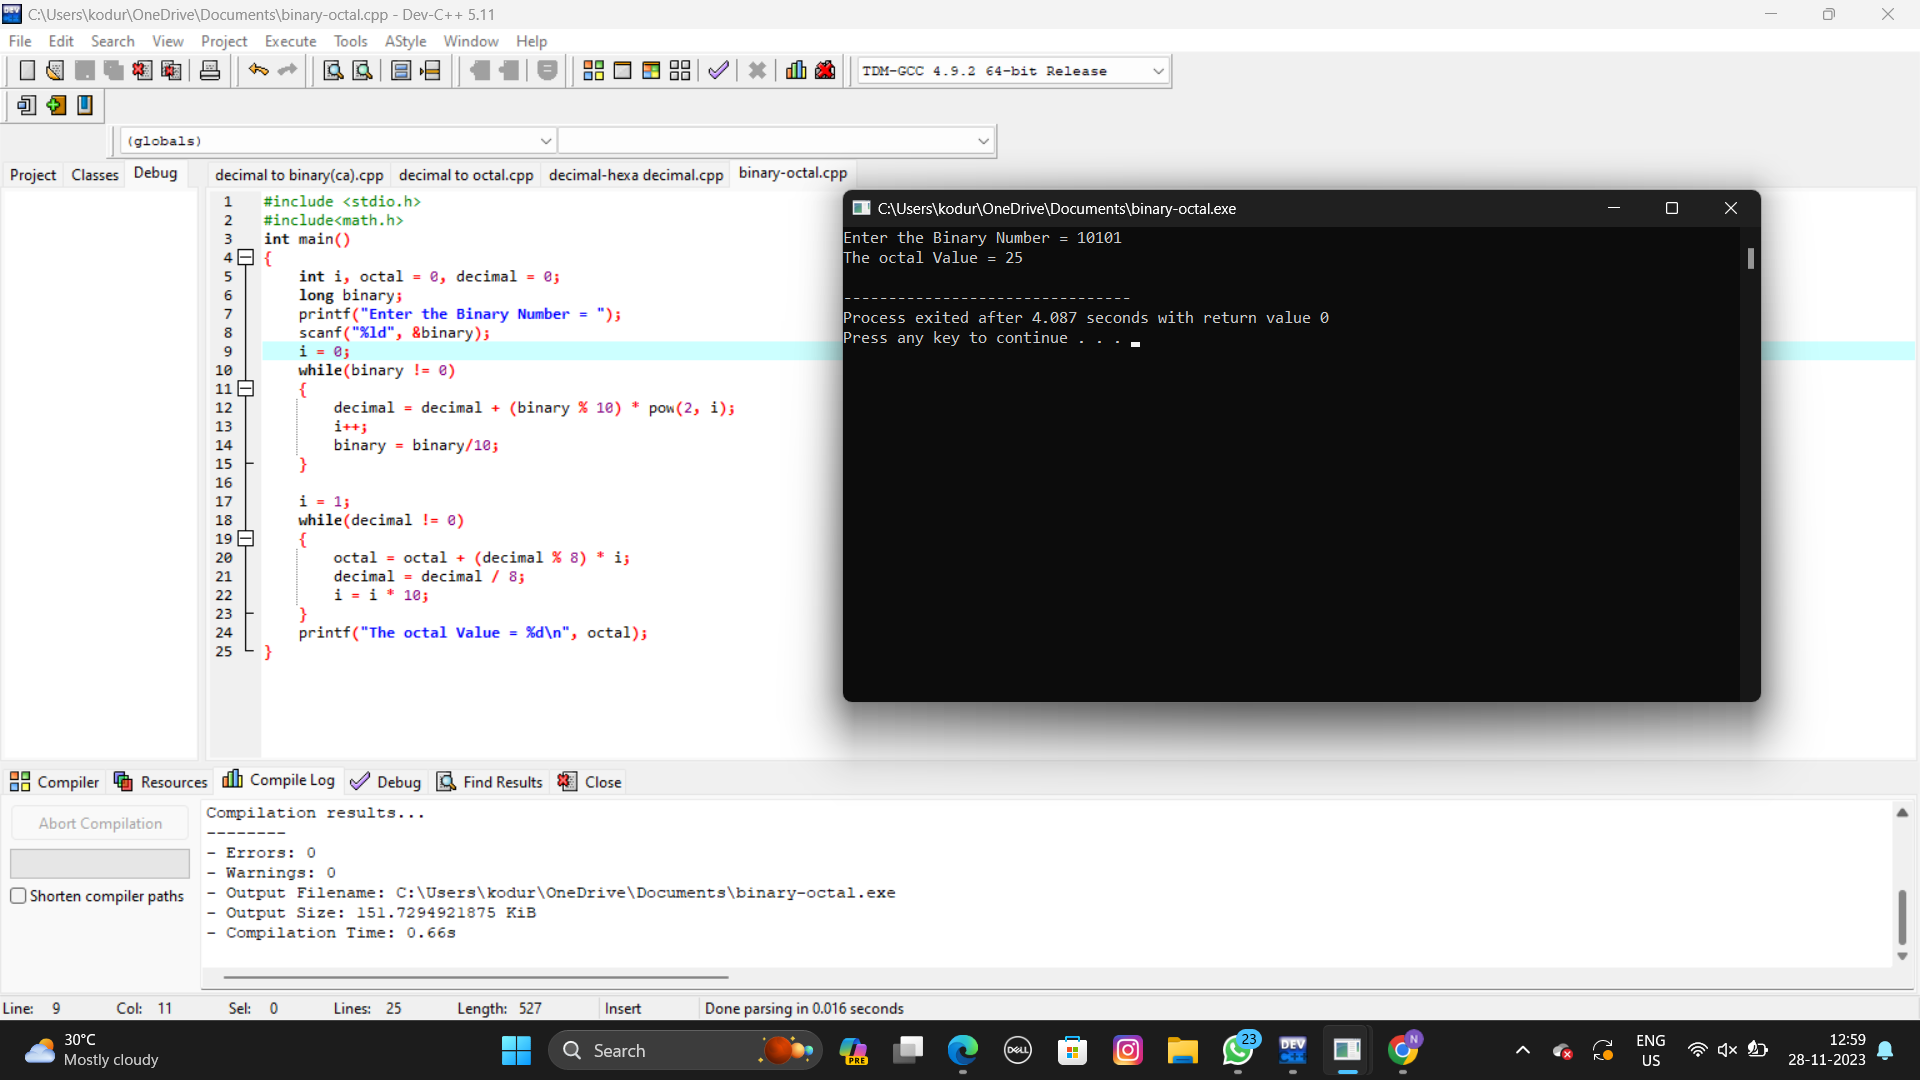 C:\Users\kodur\OneDrive\Documents\binary-octal.cpp - Dev-C++ 5.11
File Edit Search View Project Execute Tools AStyle Window Help
TDM-GCC 4.9.2 64-bit Release
(globals)
Project Classes Debug
decimal to binary(ca).cpp decimal to octal.cpp decimal-hexa decimal.cpp binary-octal.cpp
1 #include <stdio.h>
2 #include<math.h>
3 int main()
4 {
5 int i, octal = 0, decimal = 0;
6 long binary;
7 printf("Enter the Binary Number = ");
8 scanf("%ld", &binary);
9 i = 0;
10 while(binary != 0)
11 {
12 decimal = decimal + (binary % 10) * pow(2, i);
13 i++;
14 binary = binary/10;
15 }
16
17 i = 1;
18 while(decimal != 0)
19 {
20 octal = octal + (decimal % 8) * i;
21 decimal = decimal / 8;
22 i = i * 10;
23 }
24 printf("The octal Value = %d\n", octal);
25 }
C:\Users\kodur\OneDrive\Documents\binary-octal.exe
Enter the Binary Number = 10101
The octal Value = 25
--------------------------------
Process exited after 4.087 seconds with return value 0
Press any key to continue . . .
Compiler Resources Compile Log Debug Find Results Close
Abort Compilation
Shorten compiler paths
Compilation results...
--------
- Errors: 0
- Warnings: 0
- Output Filename: C:\Users\kodur\OneDrive\Documents\binary-octal.exe
- Output Size: 151.7294921875 KiB
- Compilation Time: 0.66s
Line: 9 Col: 11 Sel: 0 Lines: 25 Length: 527 Insert Done parsing in 0.016 seconds
30°C
Mostly cloudy
Search
PRE
DELL
23
DEV
C++
N
ENG
US
12:59
28-11-2023